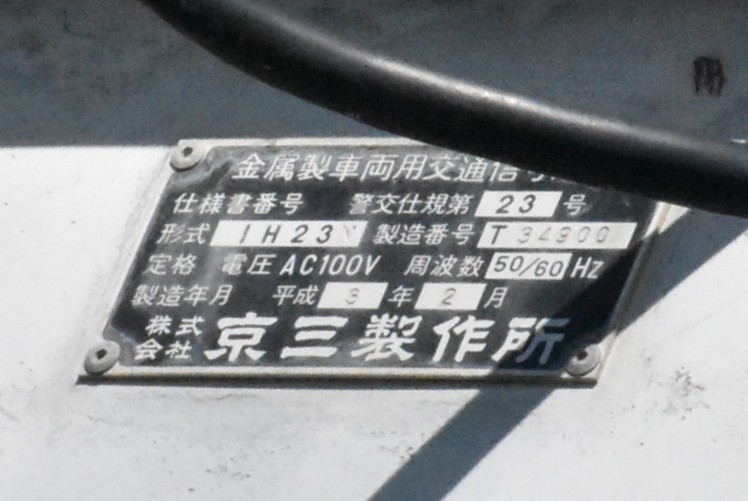 金属製車両用交通信号
仕様書番号 警交仕規第 23 号
形式 1H23Y 製造番号 T34900
定格 電圧 AC100V 周波数 50/60 Hz
製造年月 平成 3 年 2 月
株式会社 京三製作所